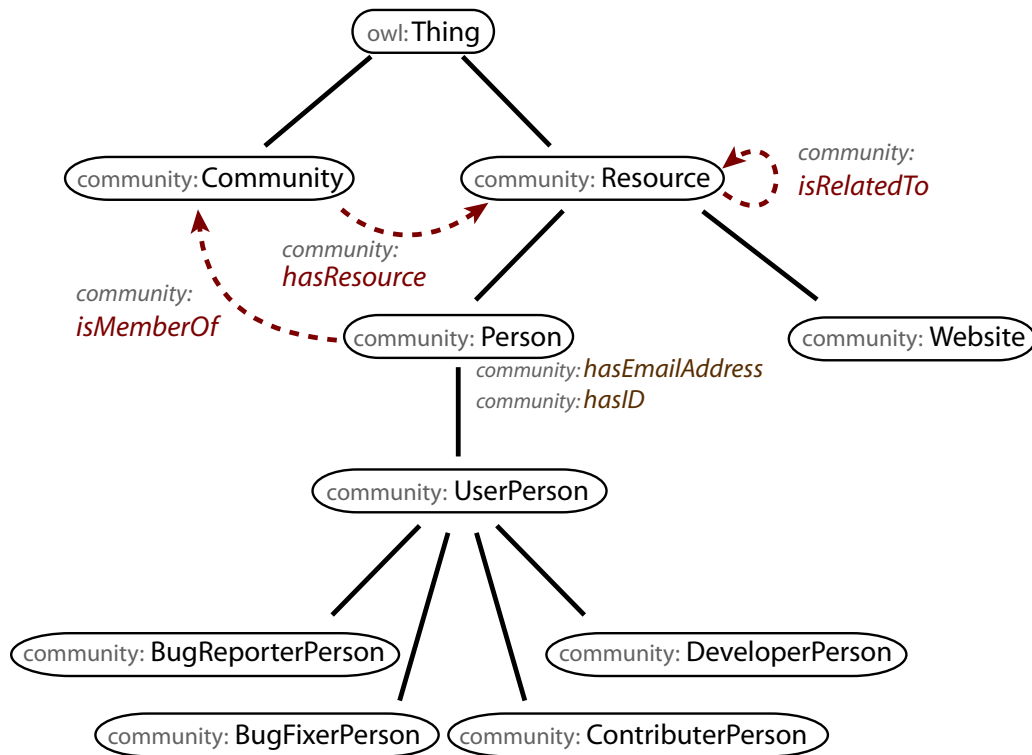 owl: Thing
community: Community
community: Resource
community:
isRelatedTo
community:
hasResource
community:
isMemberOf
community: Person
community: Website
community: hasEmailAddress
community: hasID
community: UserPerson
community: BugReporterPerson
community: DeveloperPerson
community: BugFixerPerson
community: ContributerPerson